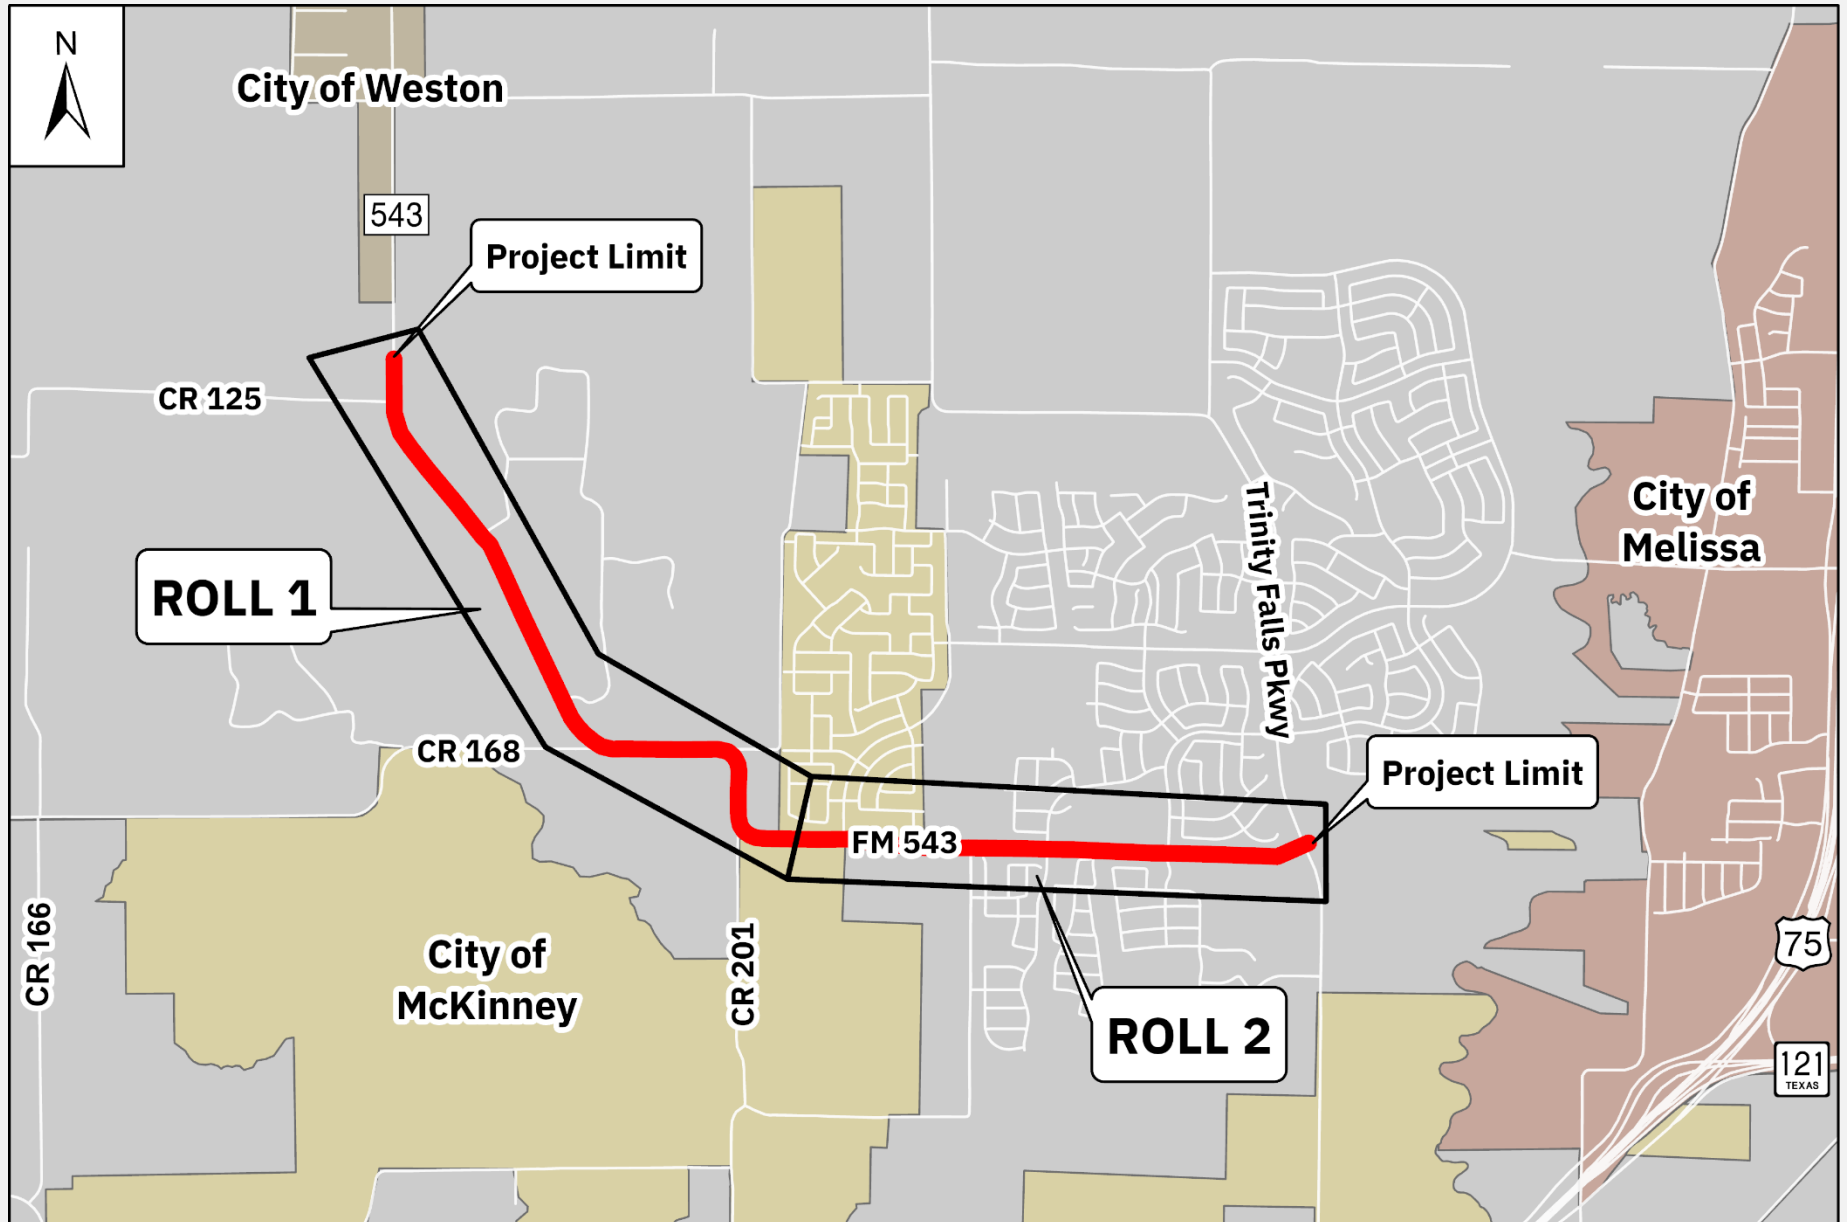 N
City of Weston
543
Project Limit
CR 125
City of
Melissa
Trinity Falls Pkwy
ROLL 1
CR 168
Project Limit
FM 543
CR 166
City of
McKinney
CR 201
75
ROLL 2
121
TEXAS